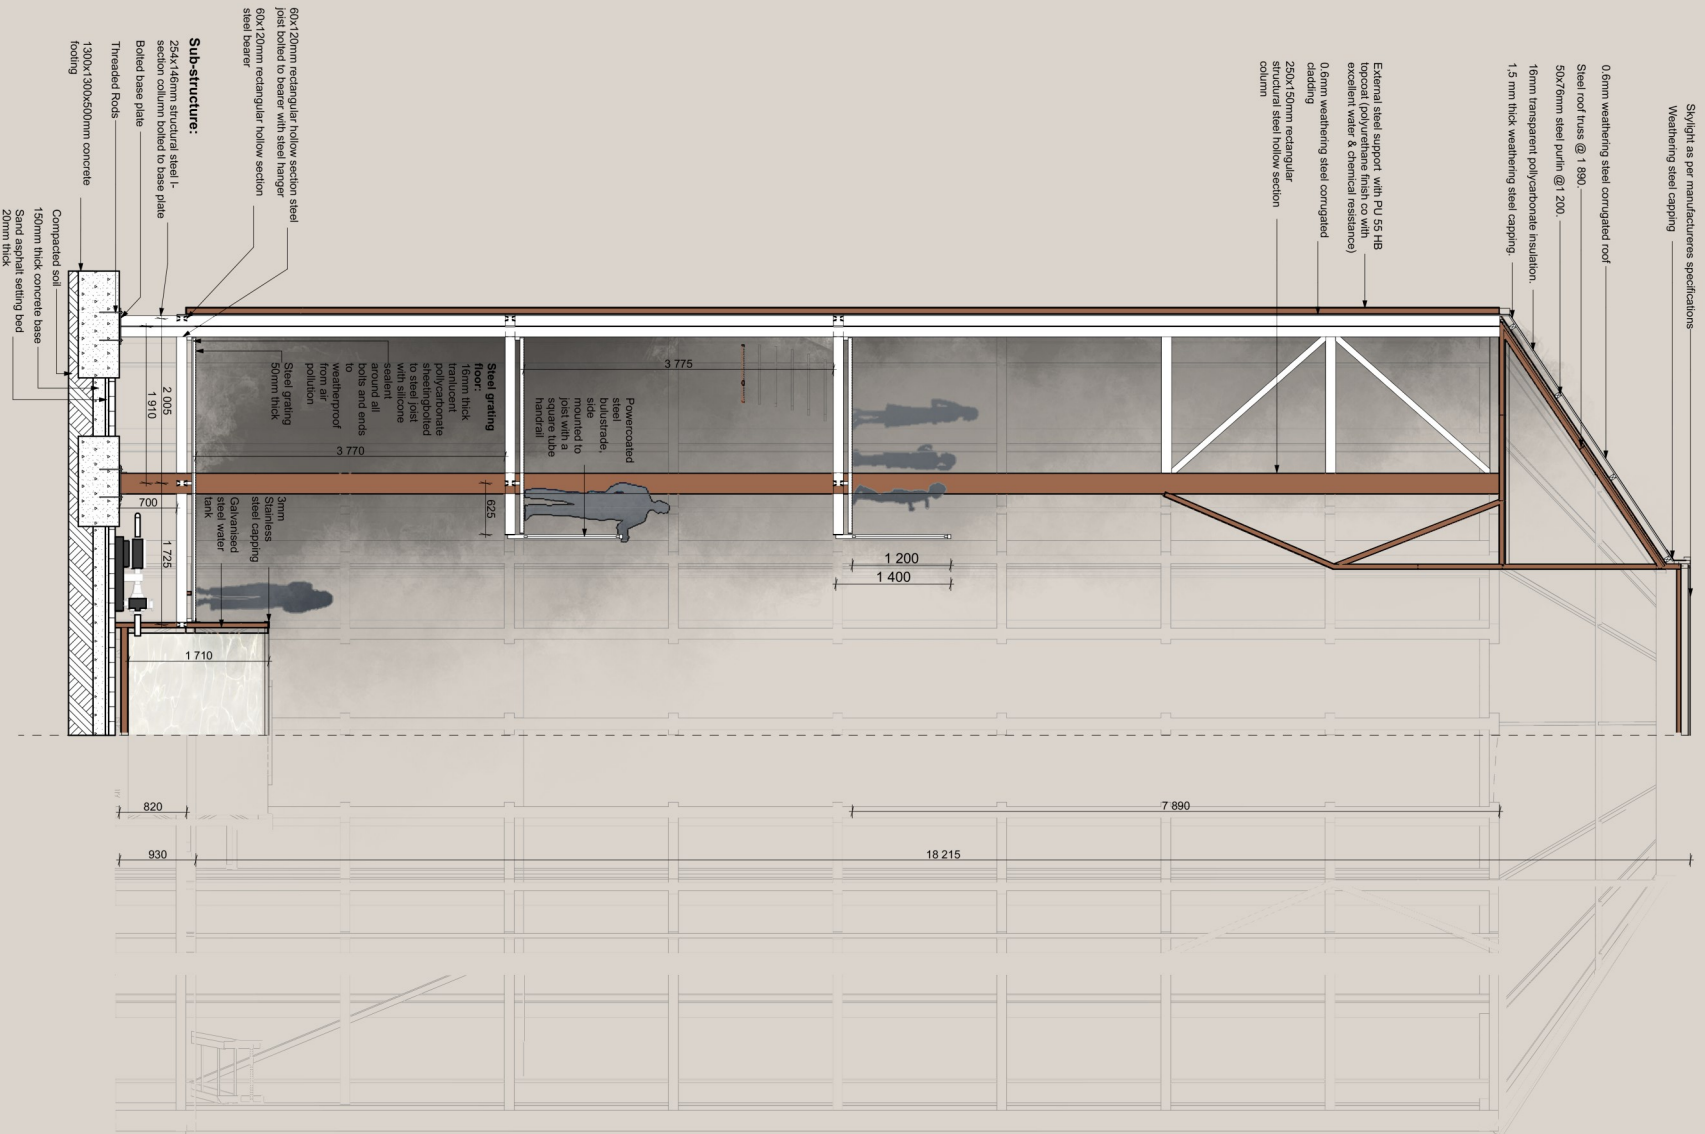 Skylight as per manufactureres specifications
Weathering steel capping
0.6mm weathering steel corrugated roof
Steel roof truss @ 1 890.
50x76mm steel purlin @1 200.
16mm transparent pollycarbonate insulation.
1,5 mm thick weathering steel capping.
External steel support with PU 55 HB
topcoat (polyurethane finish co with
excellent water & chemical resistance)
0.6mm weathering steel corrugated
cladding
250x150mm rectangular
structural steel hollow section
column
60x120mm rectangular hollow section steel
joist bolted to bearer with steel hanger
60x120mm rectangular hollow section
steel bearer
Sub-structure:
254x146mm structural steel I-
section collumn bolted to base plate
Bolted base plate
Threaded Rods
1300x1300x500mm concrete
footing
Compacted soil
150mm thick concrete base
Sand asphalt setting bed
20mm thick
Steel grating
floor:
16mm thick
tranlucent
pollycarbonate
sheetingbolted
to steel joist
with silicone
sealent
around all
bolts and ends
to
weatherproof
from air
pollution
Steel grating
50mm thick
Powercoated
steel
bulustrade,
side
mounted to
joist with a
square tube
handrail
3mm
Stainless
steel capping
Galvanised
steel water
tank
3 775
3 770
2 005
1 910
625
700
1 725
1 710
1 200
1 400
820
7 890
930
18 215